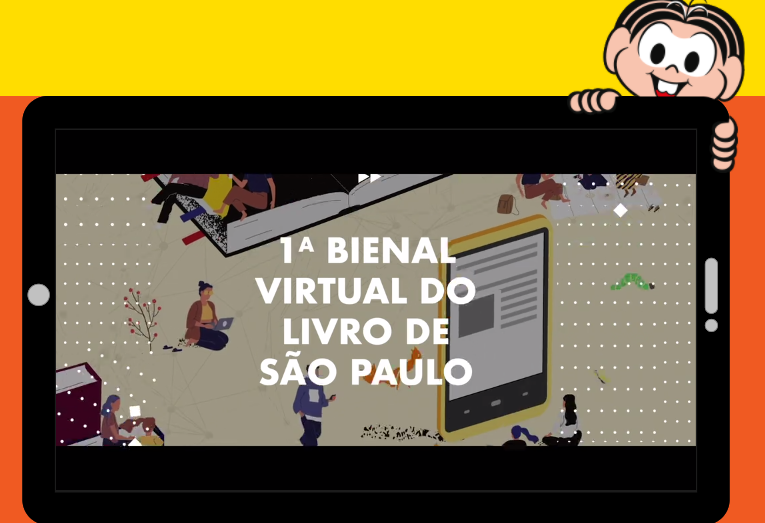 1ª BIENAL
VIRTUAL DO
LIVRO DE
SÃO PAULO